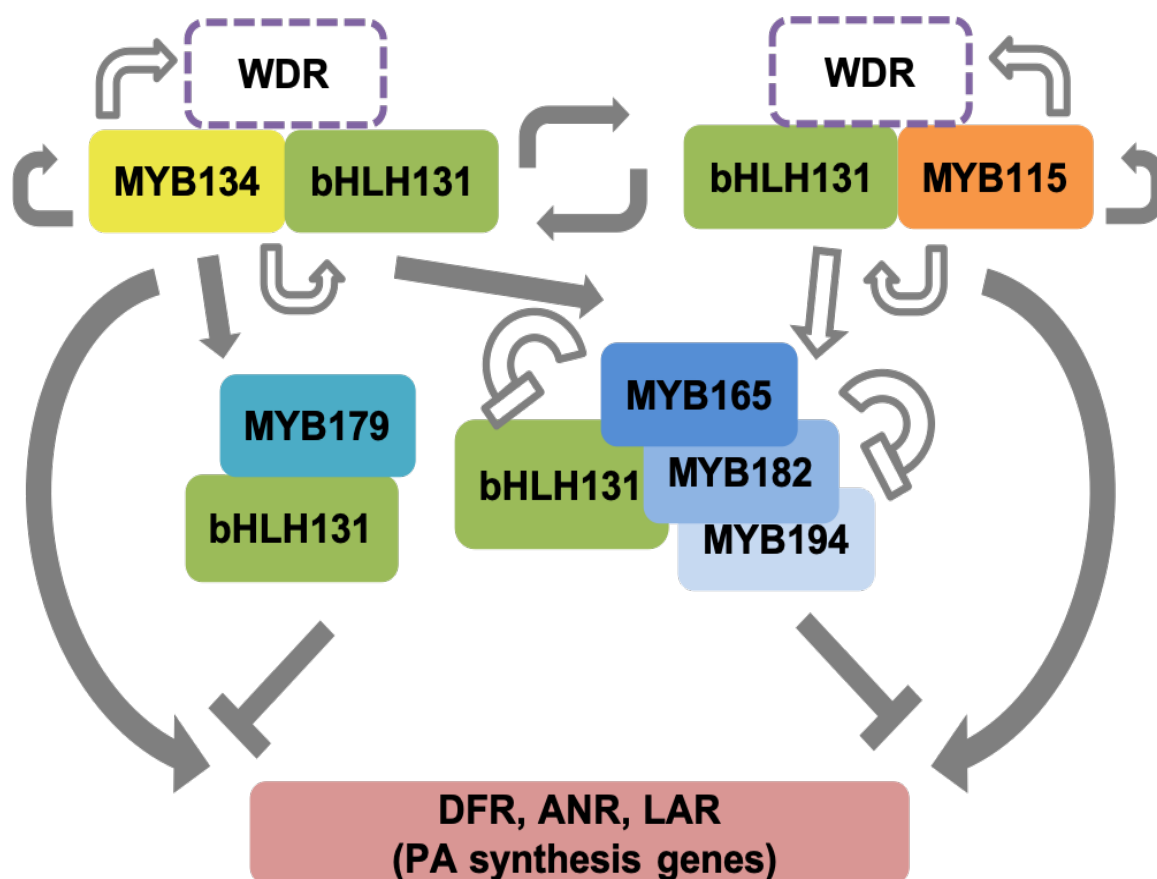 WDR
WDR
MYB134
bHLH131
bHLH131
MYB115
MYB179
bHLH131
MYB165
bHLH131
MYB182
MYB194
DFR, ANR, LAR
(PA synthesis genes)